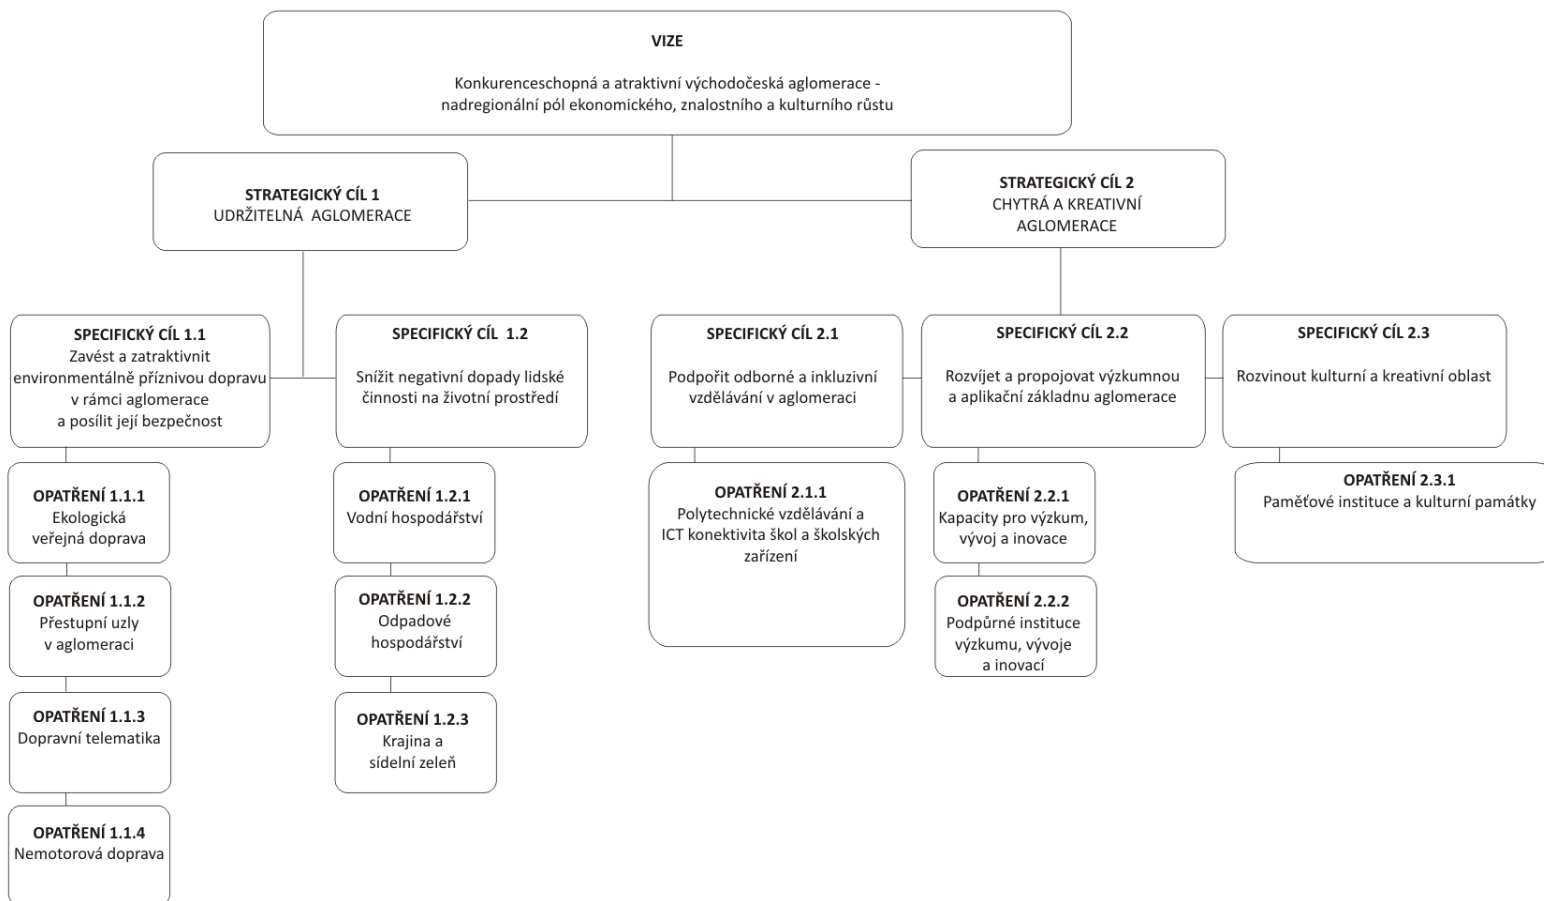 VIZE
Konkurenceschopná a atraktivní východočeská aglomerace -
nadregionální pól ekonomického, znalostního a kulturního růstu
STRATEGICKÝ CÍL 1
UDRŽITELNÁ AGLOMERACE
STRATEGICKÝ CÍL 2
CHYTRÁ A KREATIVNÍ
AGLOMERACE
SPECIFICKÝ CÍL 1.1
Zavést a zatraktivnit
environmentálně příznivou dopravu
v rámci aglomerace
a posílit její bezpečnost
SPECIFICKÝ CÍL 1.2
Snížit negativní dopady lidské
činnosti na životní prostředí
SPECIFICKÝ CÍL 2.1
Podpořit odborné a inkluzivní
vzdělávání v aglomeraci
SPECIFICKÝ CÍL 2.2
Rozvíjet a propojovat výzkumnou
a aplikační základnu aglomerace
SPECIFICKÝ CÍL 2.3
Rozvinout kulturní a kreativní oblast
OPATŘENÍ 1.1.1
Ekologická
veřejná doprava
OPATŘENÍ 1.1.2
Přestupní uzly
v aglomeraci
OPATŘENÍ 1.1.3
Dopravní telematika
OPATŘENÍ 1.1.4
Nemotorová doprava
OPATŘENÍ 1.2.1
Vodní hospodářství
OPATŘENÍ 1.2.2
Odpadové
hospodářství
OPATŘENÍ 1.2.3
Krajina a
sídelní zeleň
OPATŘENÍ 2.1.1
Polytechnické vzdělávání a
ICT konektivita škol a školských
zařízení
OPATŘENÍ 2.2.1
Kapacity pro výzkum,
vývoj a inovace
OPATŘENÍ 2.2.2
Podpůrné instituce
výzkumu, vývoje
a inovací
OPATŘENÍ 2.3.1
Paměťové instituce a kulturní památky